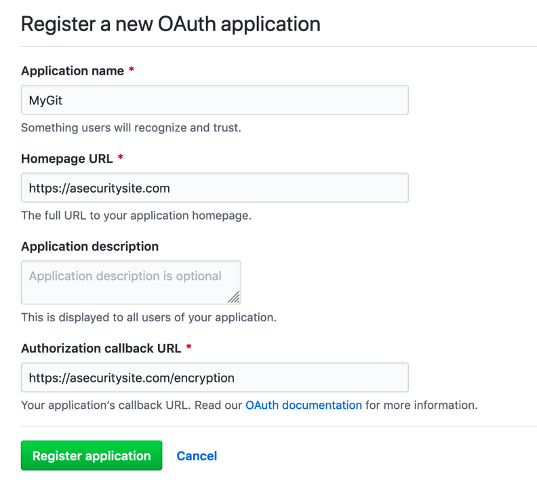 Register a new OAuth application
Application name *
MyGit
Something users will recognize and trust.
Homepage URL *
https://asecuritysite.com
The full URL to your application homepage.
Application description
Application description is optional
This is displayed to all users of your application.
Authorization callback URL *
https://asecuritysite.com/encryption
Your application's callback URL. Read our OAuth documentation for more information.
Register application Cancel